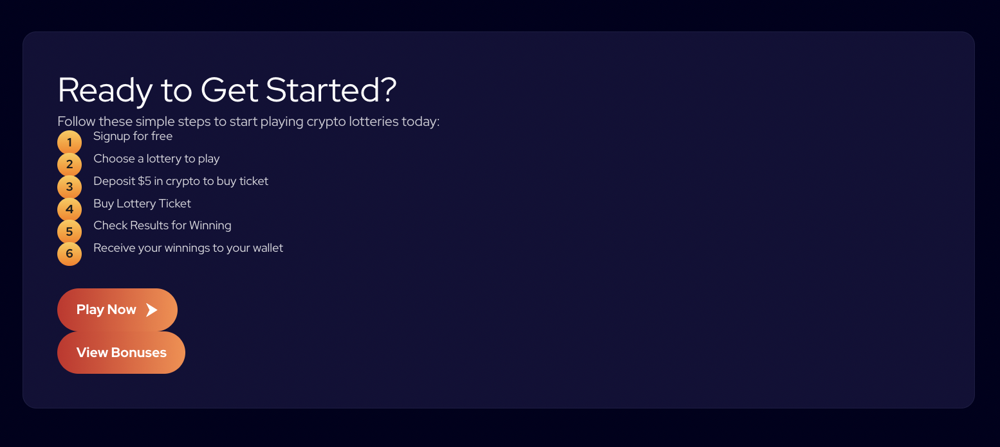 Ready to Get Started?
Follow these simple steps to start playing crypto lotteries today:
1 Signup for free
2 Choose a lottery to play
3 Deposit $5 in crypto to buy ticket
4 Buy Lottery Ticket
5 Check Results for Winning
6 Receive your winnings to your wallet
Play Now
View Bonuses